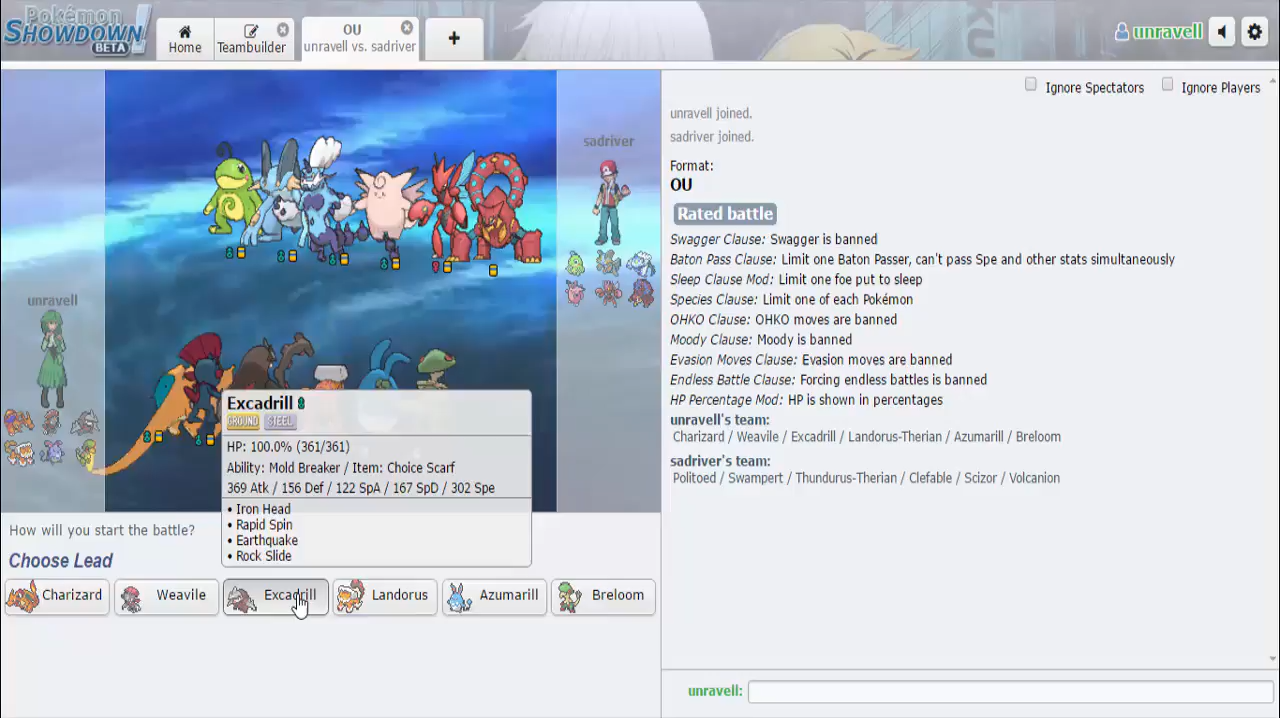 Pokémon
SHOWDOWN!
BETA
Home
Teambuilder
OU
unravell vs. sadriver
+
unravell
Ignore Spectators
Ignore Players
unravell joined.
sadriver joined.
Format:
OU
Rated battle
Swagger Clause: Swagger is banned
Baton Pass Clause: Limit one Baton Passer, can't pass Spe and other stats simultaneously
Sleep Clause Mod: Limit one foe put to sleep
Species Clause: Limit one of each Pokémon
OHKO Clause: OHKO moves are banned
Moody Clause: Moody is banned
Evasion Moves Clause: Evasion moves are banned
Endless Battle Clause: Forcing endless battles is banned
HP Percentage Mod: HP is shown in percentages
unravell's team:
Charizard / Weavile / Excadrill / Landorus-Therian / Azumarill / Breloom
sadriver's team:
Politoed / Swampert / Thundurus-Therian / Clefable / Scizor / Volcanion
unravell:
sadriver
unravell
Excadrill
GROUND STEEL
HP: 100.0% (361/361)
Ability: Mold Breaker / Item: Choice Scarf
369 Atk / 156 Def / 122 SpA / 167 SpD / 302 Spe
• Iron Head
• Rapid Spin
• Earthquake
• Rock Slide
How will you start the battle?
Choose Lead
Charizard
Weavile
Excadrill
Landorus
Azumarill
Breloom